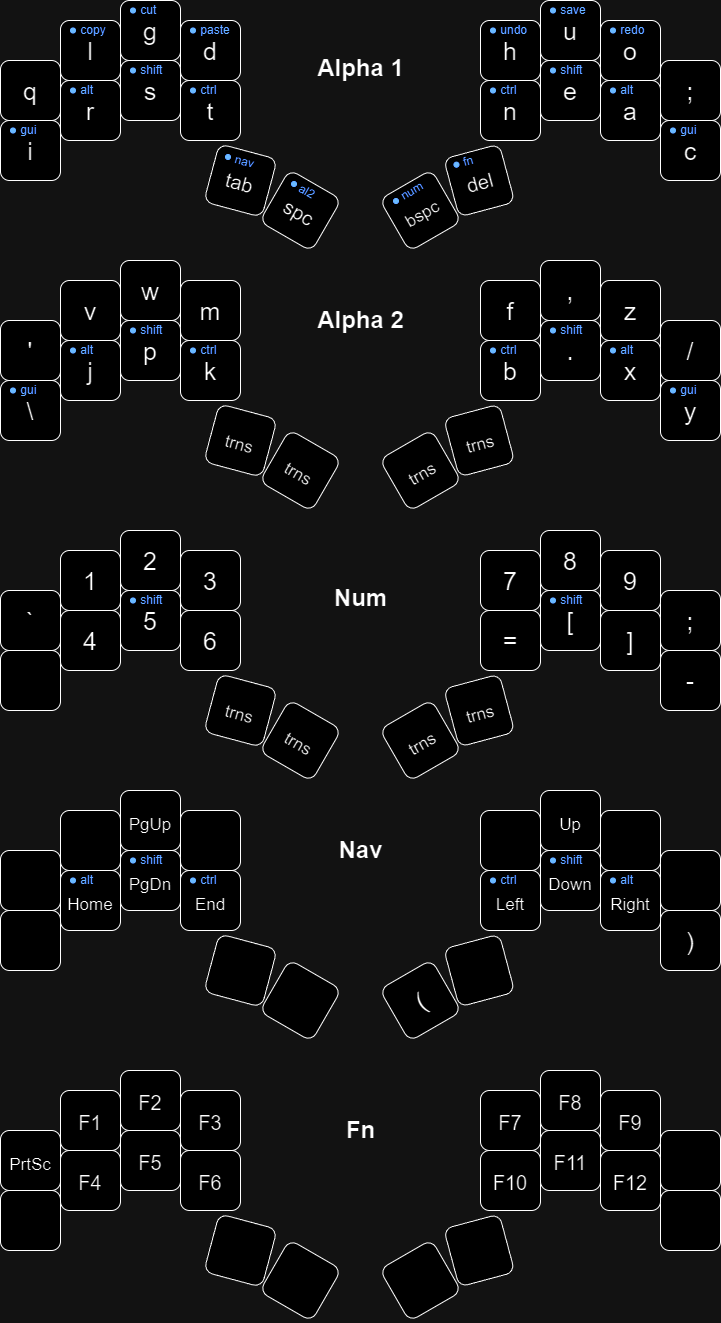 cut
save
copy
g
paste
undo
u
redo
l
d
Alpha 1
h
o
q
shift
shift
;
alt
s
ctrl
ctrl
e
alt
r
t
n
a
gui
gui
i
c
nav
tab
al2
spc
num
bspc
fn
del
Alpha 2
w
,
v
m
f
z
'
shift
shift
/
alt
p
ctrl
ctrl
.
alt
j
k
b
x
gui
gui
\
y
trns
trns
trns
trns
Num
2
8
1
3
7
9
`
shift
shift
;
5
[
4
6
=
]
-
trns
trns
trns
trns
Nav
PgUp
Up
shift
shift
alt
PgDn
ctrl
ctrl
Down
alt
Home
End
Left
Right
)
(
Fn
F2
F8
F1
F3
F7
F9
PrtSc
F5
F11
F4
F6
F10
F12